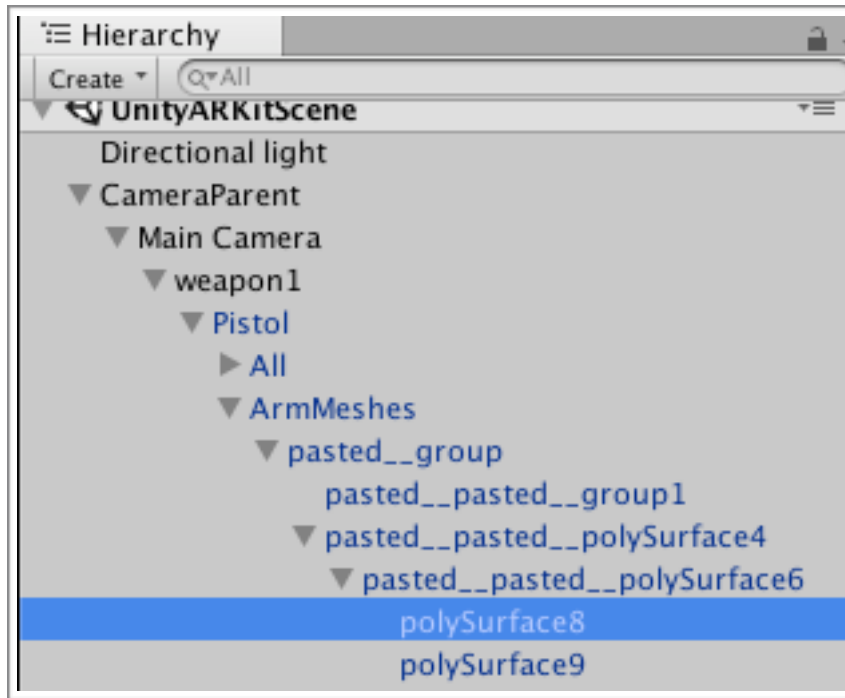 Hierarchy
Create All
UnityARKitScene
Directional light
CameraParent
Main Camera
weapon1
Pistol
All
ArmMeshes
pasted__group
pasted__pasted__group1
pasted__pasted__polySurface4
pasted__pasted__polySurface6
polySurface8
polySurface9